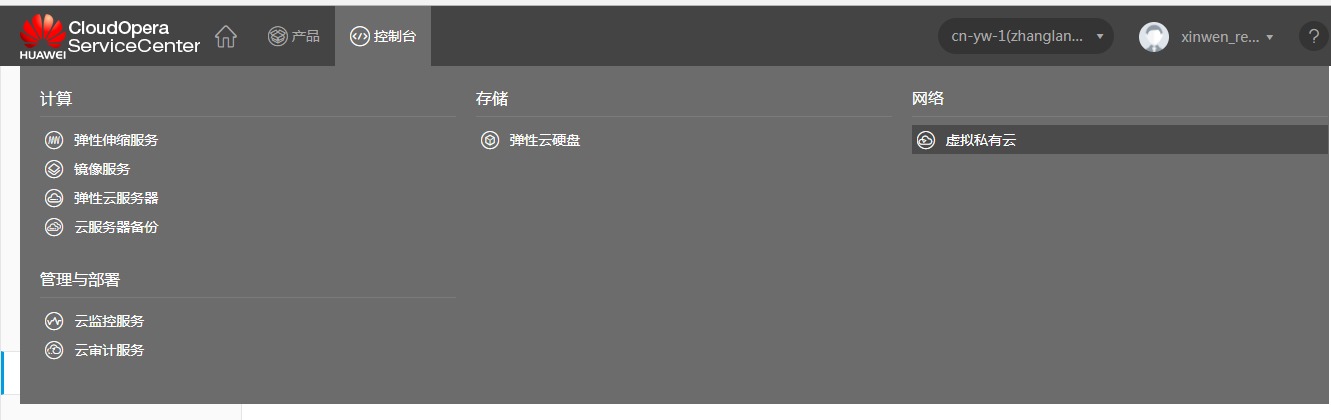 HUAWEI
CloudOpera
ServiceCenter
产品
控制台
cn-yw-1(zhanglan...
xinwen_re...
?
计算
弹性伸缩服务
镜像服务
弹性云服务器
云服务器备份
管理与部署
云监控服务
云审计服务
存储
弹性云硬盘
网络
虚拟私有云